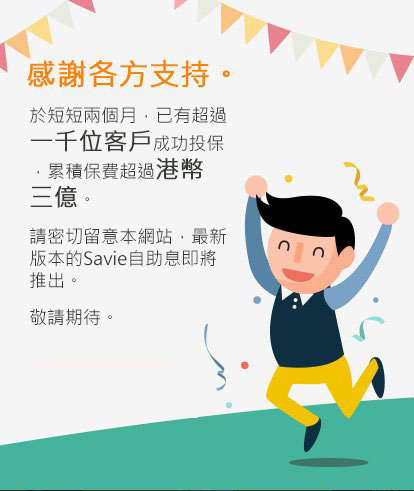 感謝各方支持。
於短短兩個月，已有超過
一千位客戶成功投保
，累積保費超過港幣
三億。
請密切留意本網站，最新
版本的Savie自助息即將
推出。
敬請期待。